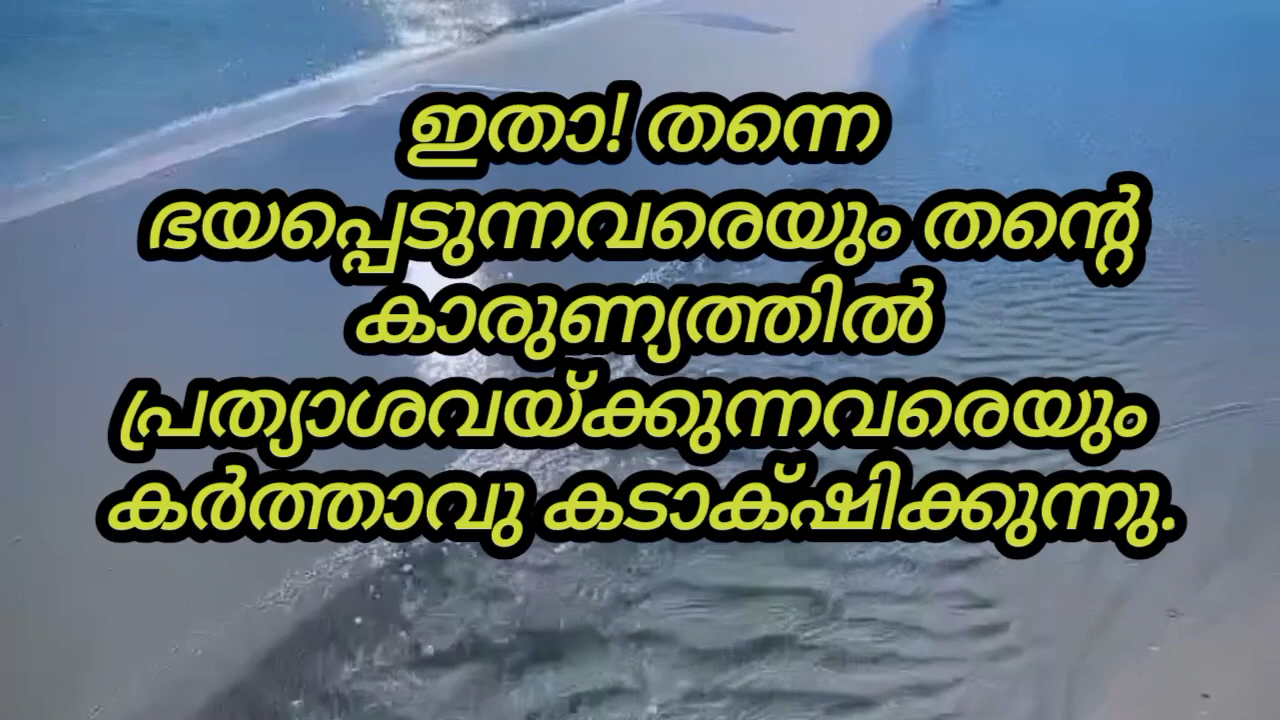 ഇതാ! തന്നെ
ഭയപ്പെടുന്നവരെയും തന്റെ
കാരുണ്യത്തിൽ
പ്രത്യാശവയ്ക്കുന്നവരെയും
കർത്താവു കടാക്‌ഷിക്കുന്നു.